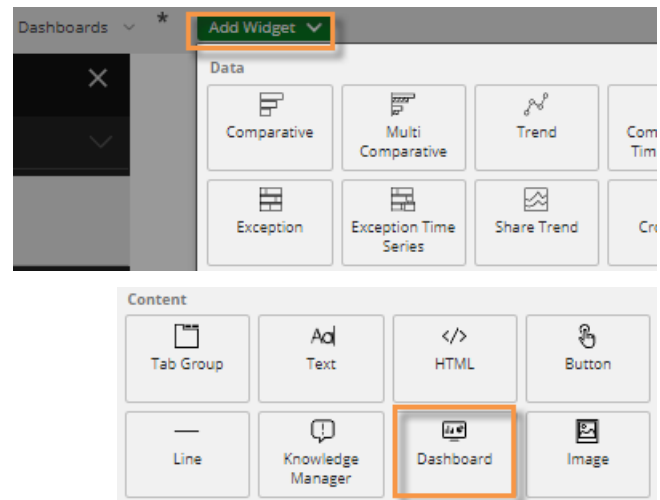 Dashboards * Add Widget
Data
Comparative Multi Comparative Trend
Exception Exception Time Series Share Trend
Content
Tab Group Text HTML Button
Line Knowledge Manager Dashboard Image